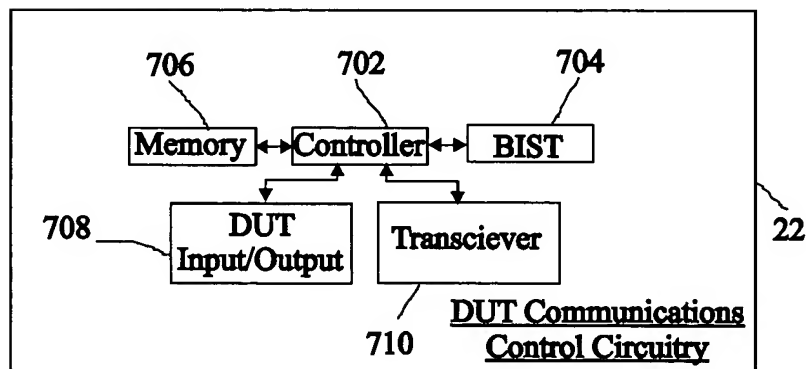 706
702
704
Memory
Controller
BIST
708
DUT
Input/Output
Transciever
22
710
DUT Communications
Control Circuitry